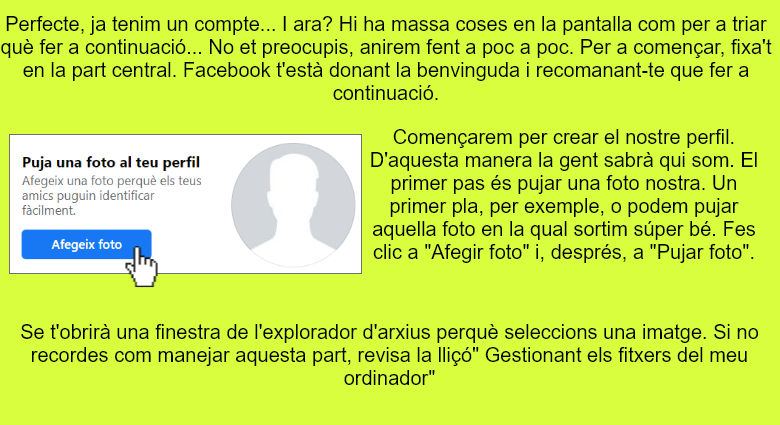 Perfecte, ja tenim un compte... I ara? Hi ha massa coses en la pantalla com per a triar
què fer a continuació... No et preocupis, anirem fent a poc a poc. Per a començar, fixa't
en la part central. Facebook t'està donant la benvinguda i recomanant-te que fer a
continuació.
Puja una foto al teu perfil
Afegeix una foto perquè els teus
amics puguin identificar
fàcilment.
Afegeix foto
Començarem per crear el nostre perfil.
D'aquesta manera la gent sabrà qui som. El
primer pas és pujar una foto nostra. Un
primer pla, per exemple, o podem pujar
aquella foto en la qual sortim súper bé. Fes
clic a "Afegir foto" i, després, a "Pujar foto".
Se t'obrirà una finestra de l'explorador d'arxius perquè seleccions una imatge. Si no
recordes com manejar aquesta part, revisa la lliçó" Gestionant els fitxers del meu
ordinador"